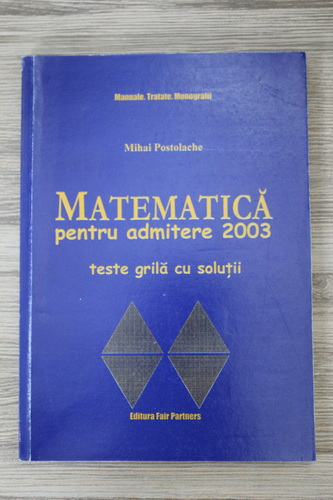 Manuale. Tratate. Monografii
Mihai Postolache
MATEMATICĂ
pentru admitere 2003
teste grilă cu soluții
Editura Fair Partners